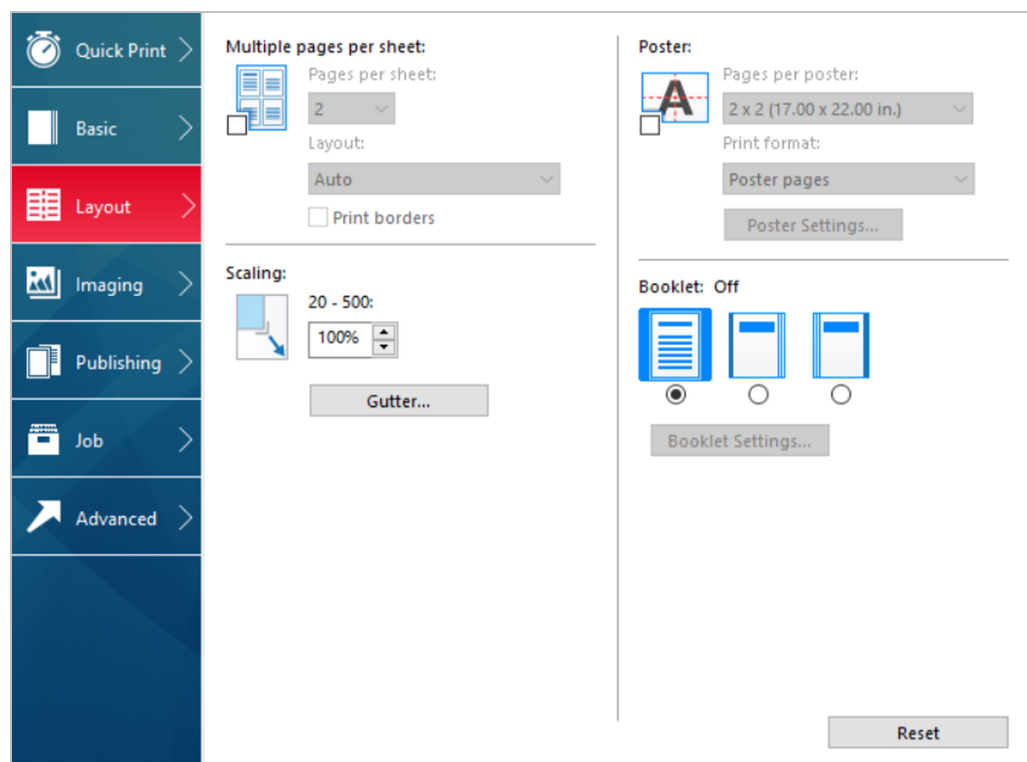 Quick Print
Basic
Layout
Imaging
Publishing
Job
Advanced
Multiple pages per sheet:
Pages per sheet:
2
Layout:
Auto
Print borders
Scaling:
20 - 500:
100%
Gutter...
Poster:
A
Pages per poster:
2 x 2 (17.00 x 22.00 in.)
Print format:
Poster pages
Poster Settings...
Booklet: Off
Booklet Settings...
Reset